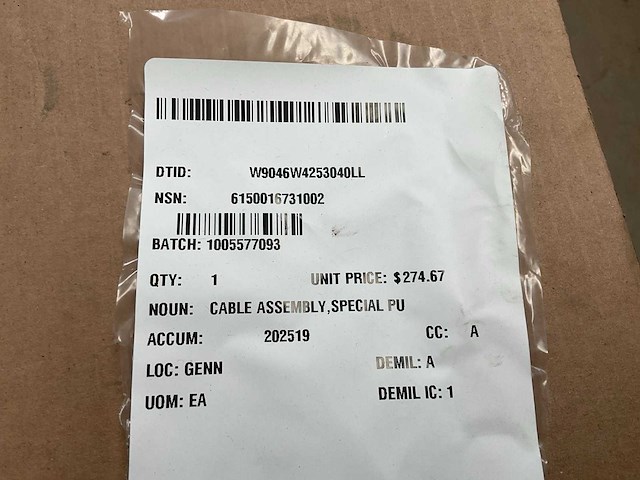 DTID: W9046W4253040LL
NSN: 6150016731002
BATCH: 1005577093
QTY: 1 UNIT PRICE: $274.67
NOUN: CABLE ASSEMBLY,SPECIAL PU
ACCUM: 202519 CC: A
LOC: GENN DEMIL: A
UOM: EA DEMIL IC: 1